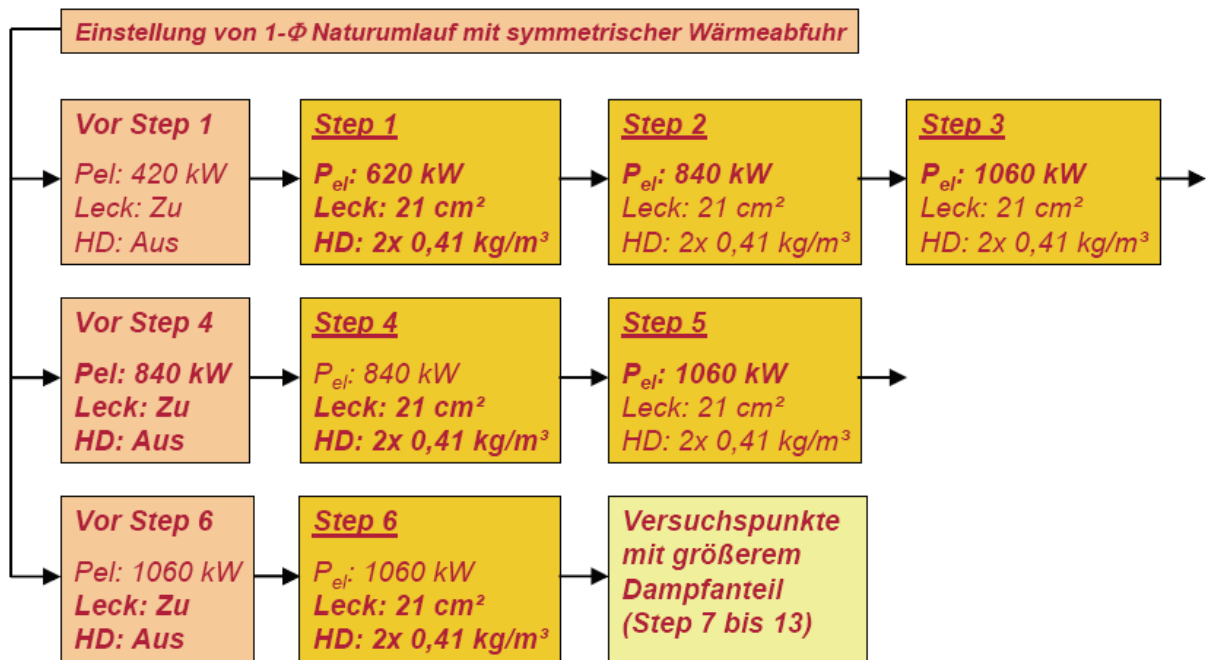 Einstellung von 1-Φ Naturumlauf mit symmetrischer Wärmeabfuhr
Vor Step 1
Pel: 420 kW
Leck: Zu
HD: Aus
Step 1
Pel: 620 kW
Leck: 21 cm²
HD: 2x 0,41 kg/m³
Step 2
Pel: 840 kW
Leck: 21 cm²
HD: 2x 0,41 kg/m³
Step 3
Pel: 1060 kW
Leck: 21 cm²
HD: 2x 0,41 kg/m³
Vor Step 4
Pel: 840 kW
Leck: Zu
HD: Aus
Step 4
Pel: 840 kW
Leck: 21 cm²
HD: 2x 0,41 kg/m³
Step 5
Pel: 1060 kW
Leck: 21 cm²
HD: 2x 0,41 kg/m³
Vor Step 6
Pel: 1060 kW
Leck: Zu
HD: Aus
Step 6
Pel: 1060 kW
Leck: 21 cm²
HD: 2x 0,41 kg/m³
Versuchspunkte
mit größerem
Dampfanteil
(Step 7 bis 13)